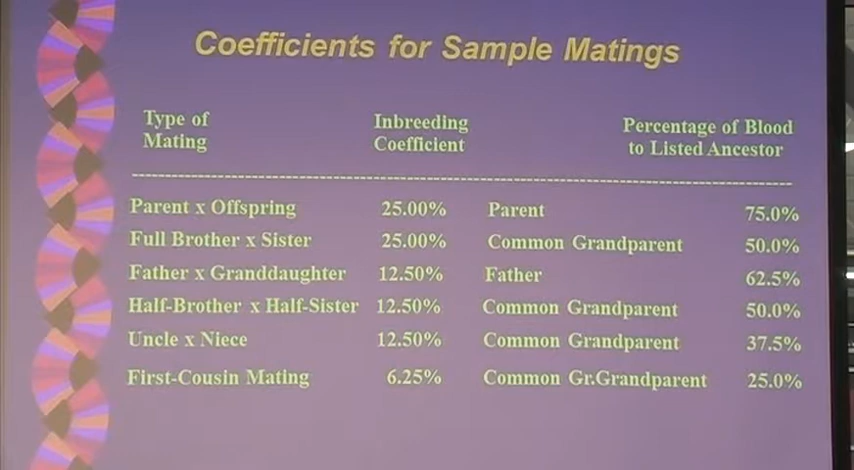 Coefficients for Sample Matings
Type of Mating Inbreeding Coefficient Percentage of Blood to Listed Ancestor
Parent x Offspring 25.00% Parent 75.0%
Full Brother x Sister 25.00% Common Grandparent 50.0%
Father x Granddaughter 12.50% Father 62.5%
Half-Brother x Half-Sister 12.50% Common Grandparent 50.0%
Uncle x Niece 12.50% Common Grandparent 37.5%
First-Cousin Mating 6.25% Common Gr.Grandparent 25.0%